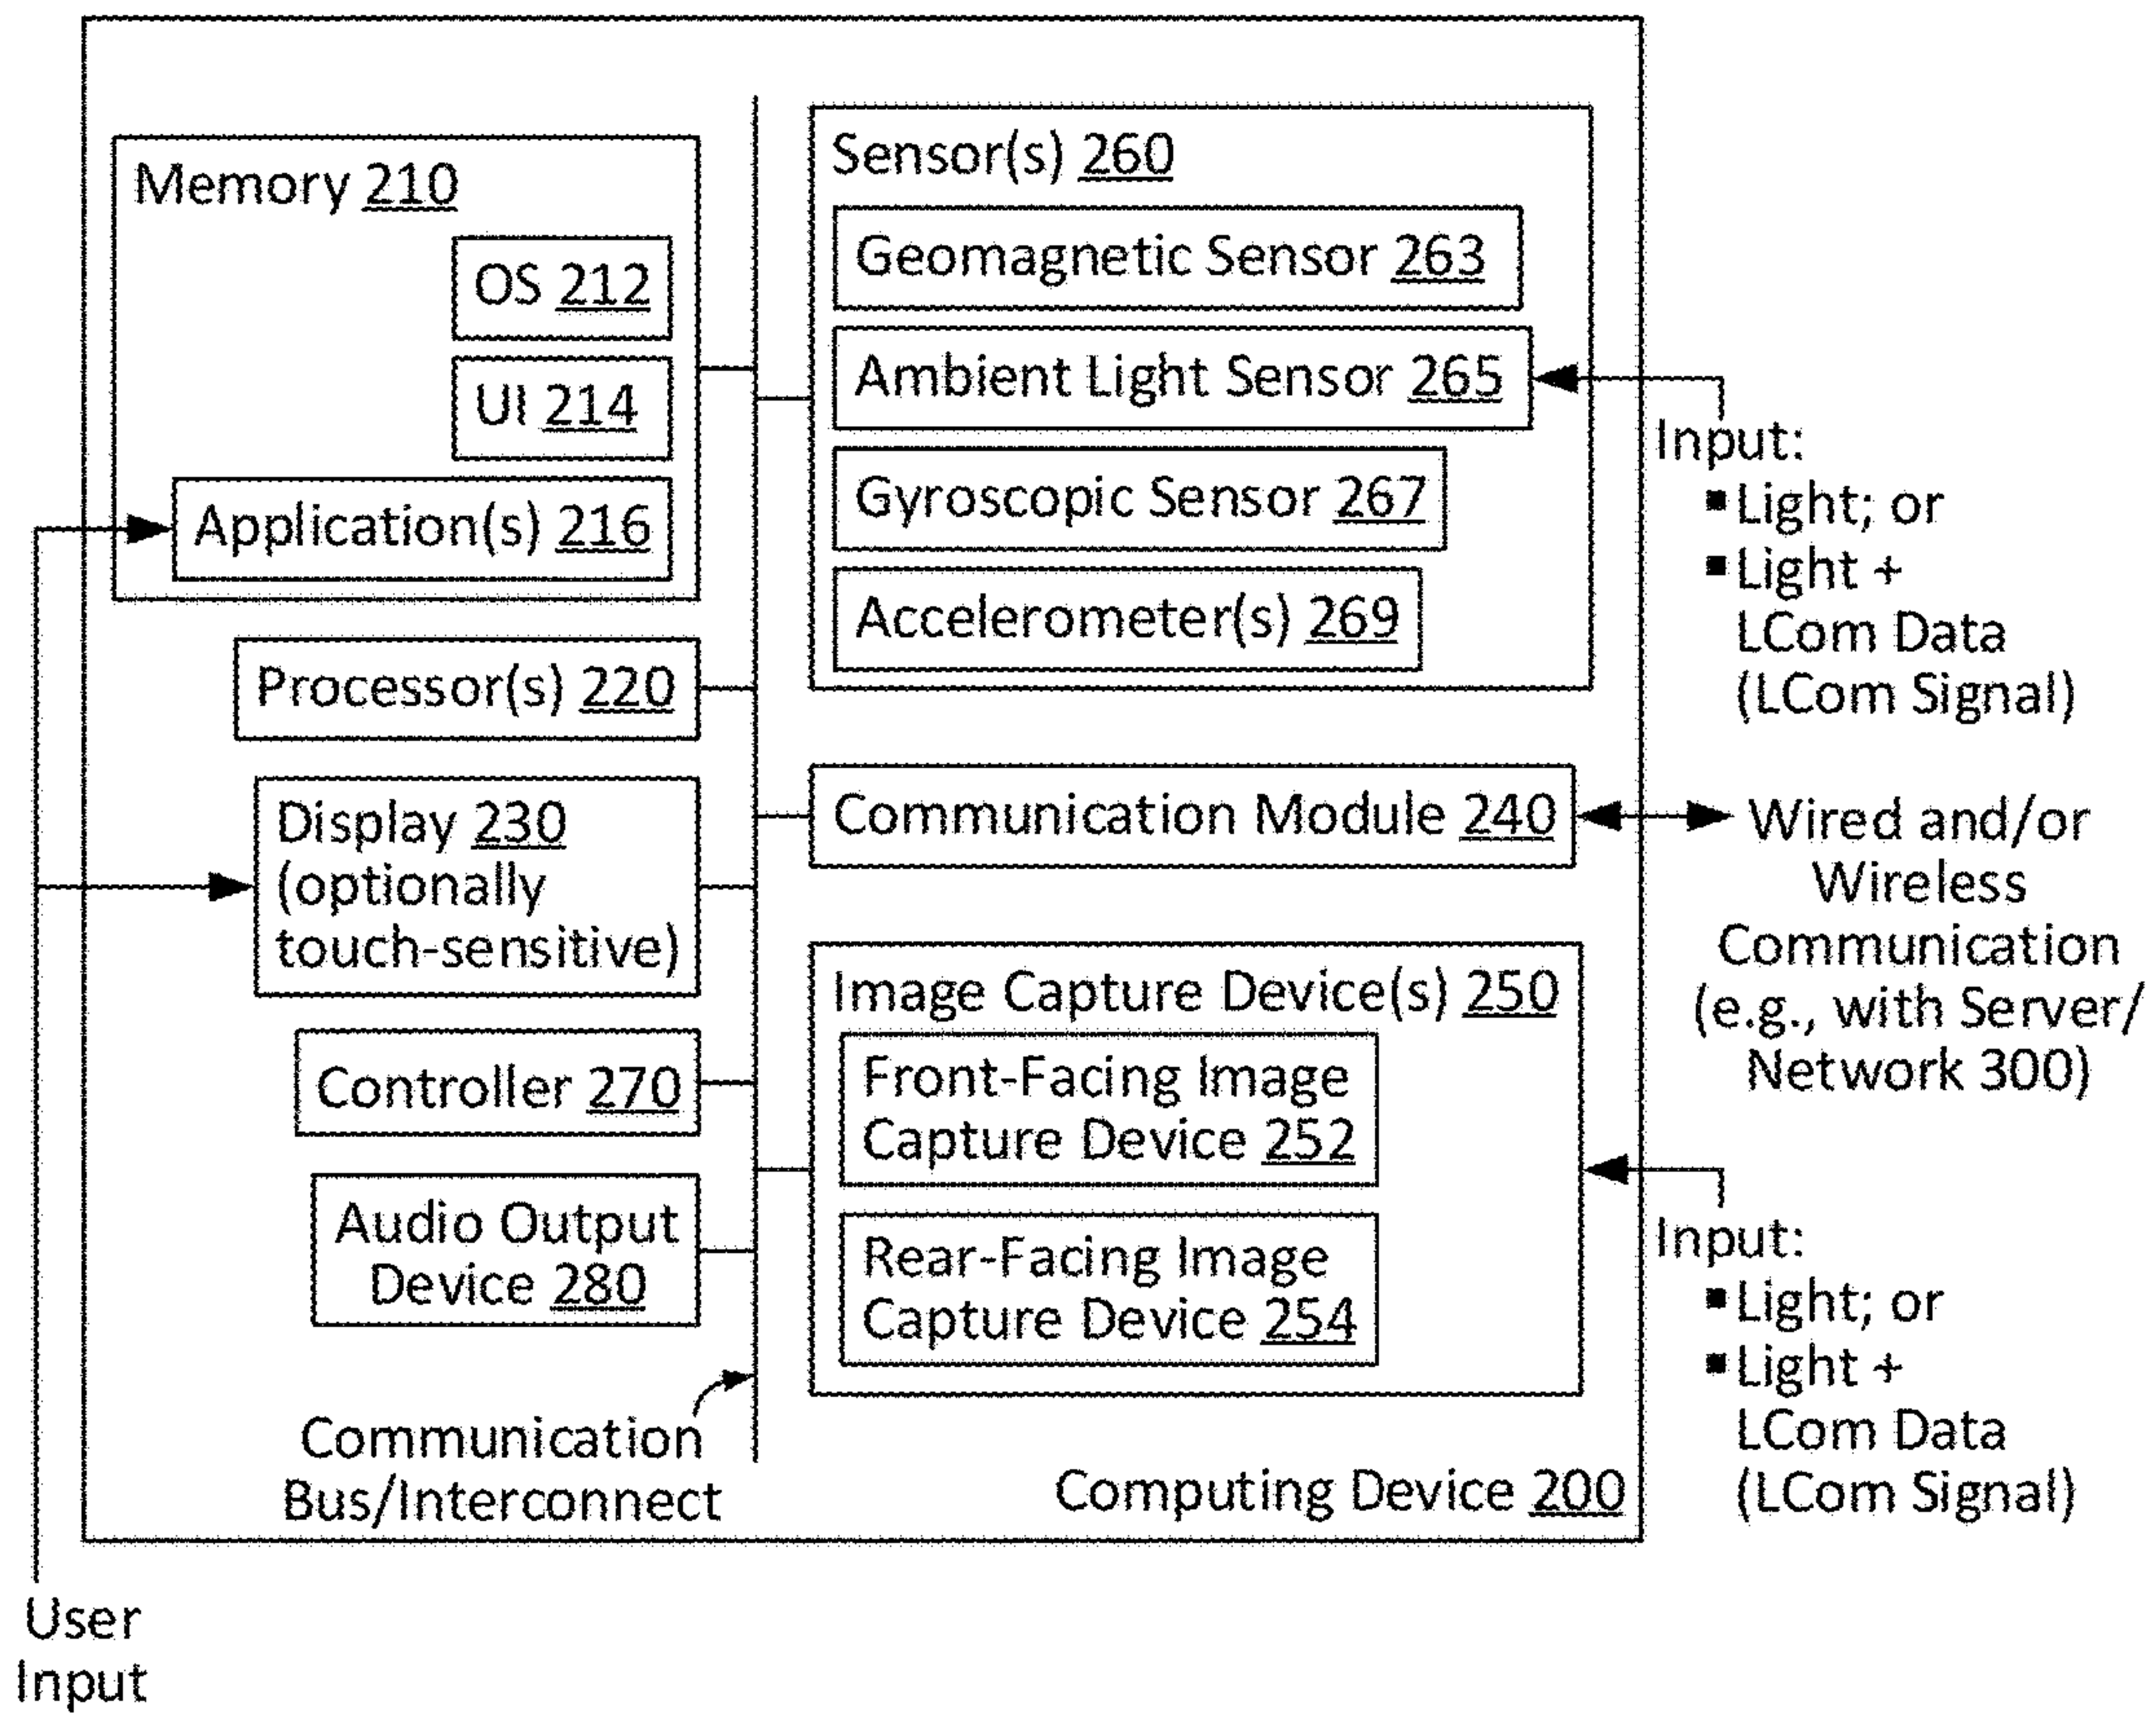 Memory 210
OS 212
UI 214
Application(s) 216
Processor(s) 220
Display 230
(optionally
touch-sensitive)
Controller 270
Audio Output
Device 280
Communication
Bus/Interconnect
Sensor(s) 260
Geomagnetic Sensor 263
Ambient Light Sensor 265
Gyroscopic Sensor 267
Accelerometer(s) 269
Communication Module 240
Image Capture Device(s) 250
Front-Facing Image
Capture Device 252
Rear-Facing Image
Capture Device 254
Computing Device 200
Input:
▪ Light; or
▪ Light +
LCom Data
(LCom Signal)
Wired and/or
Wireless
Communication
(e.g., with Server/
Network 300)
Input:
▪ Light; or
▪ Light +
LCom Data
(LCom Signal)
User
Input